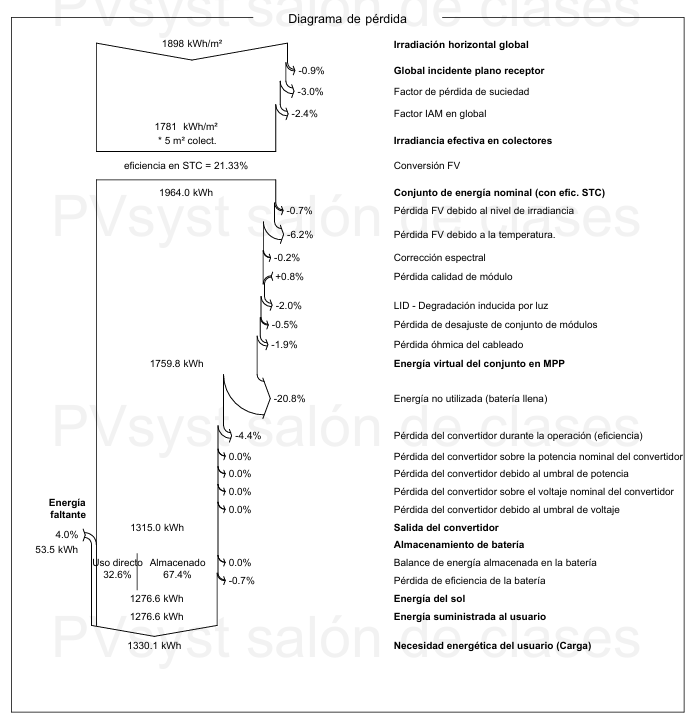 Diagrama de pérdida
1898 kWh/m² Irradiación horizontal global
-0.9% Global incidente plano receptor
-3.0% Factor de pérdida de suciedad
-2.4% Factor IAM en global
1781 kWh/m²
* 5 m² colect. Irradiancia efectiva en colectores
eficiencia en STC = 21.33% Conversión FV
1964.0 kWh Conjunto de energía nominal (con efic. STC)
-0.7% Pérdida FV debido al nivel de irradiancia
-6.2% Pérdida FV debido a la temperatura.
-0.2% Corrección espectral
+0.8% Pérdida calidad de módulo
-2.0% LID - Degradación inducida por luz
-0.5% Pérdida de desajuste de conjunto de módulos
-1.9% Pérdida óhmica del cableado
1759.8 kWh Energía virtual del conjunto en MPP
-20.8% Energía no utilizada (batería llena)
-4.4% Pérdida del convertidor durante la operación (eficiencia)
0.0% Pérdida del convertidor sobre la potencia nominal del convertidor
0.0% Pérdida del convertidor debido al umbral de potencia
0.0% Pérdida del convertidor sobre el voltaje nominal del convertidor
0.0% Pérdida del convertidor debido al umbral de voltaje
Energía
faltante
4.0%
53.5 kWh
1315.0 kWh Salida del convertidor
Almacenamiento de batería
Uso directo Almacenado 0.0% Balance de energía almacenada en la batería
32.6% 67.4% -0.7% Pérdida de eficiencia de la batería
1276.6 kWh Energía del sol
1276.6 kWh Energía suministrada al usuario
1330.1 kWh Necesidad energética del usuario (Carga)
PVsyst salón de clases
PVsyst salón de clases
PVsyst salón de clases
PVsyst salón de clases